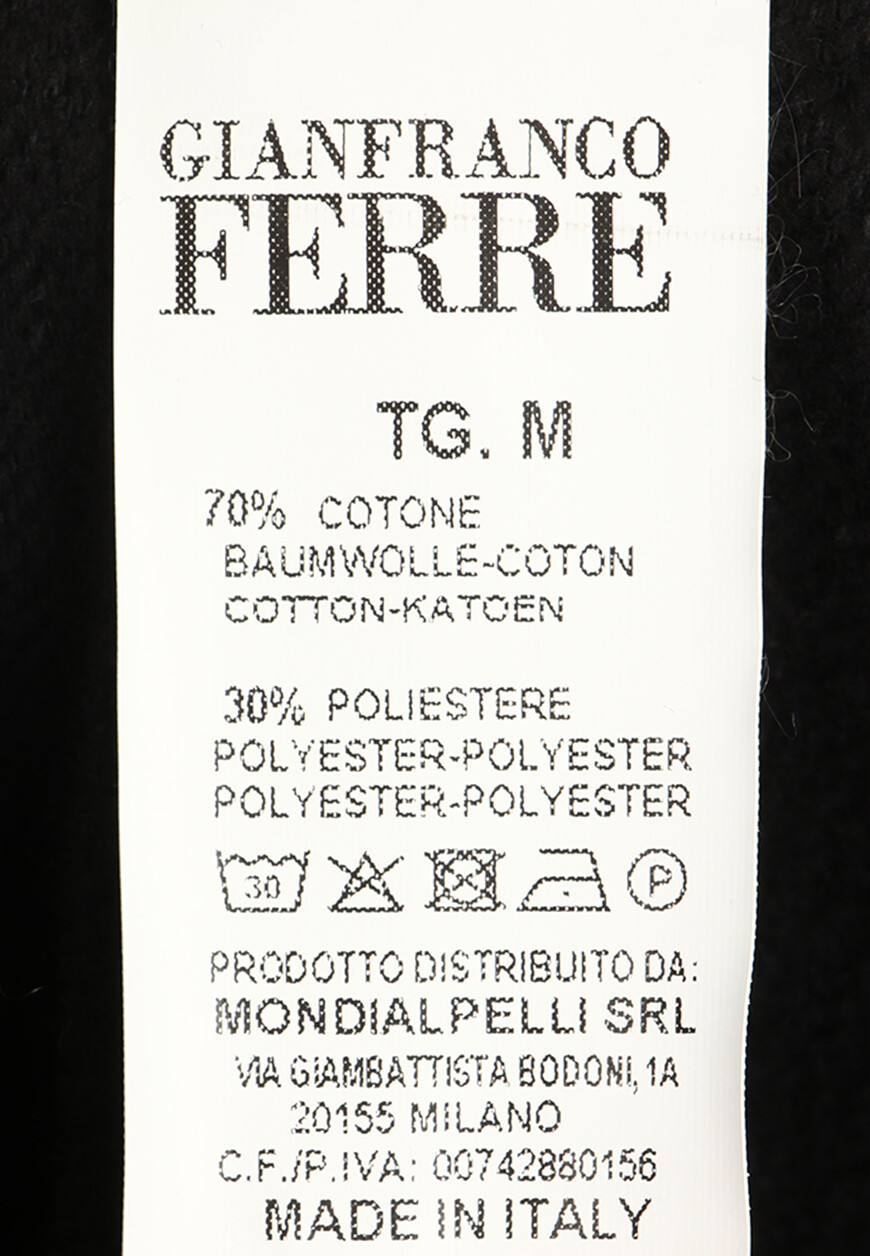 GIANFRANCO
FERRE
TG. M
70% COTONE
BAUMWOLLE-COTON
COTTON-KATOEN
30% POLIESTERE
POLYESTER-POLYESTER
POLYESTER-POLYESTER
30 P
PRODOTTO DISTRIBUITO DA:
MONDIALPELLI SRL
VIA GIAMBATTISTA BODONI, 1A
20155 MILANO
C.F./P.IVA: 00742880156
MADE IN ITALY